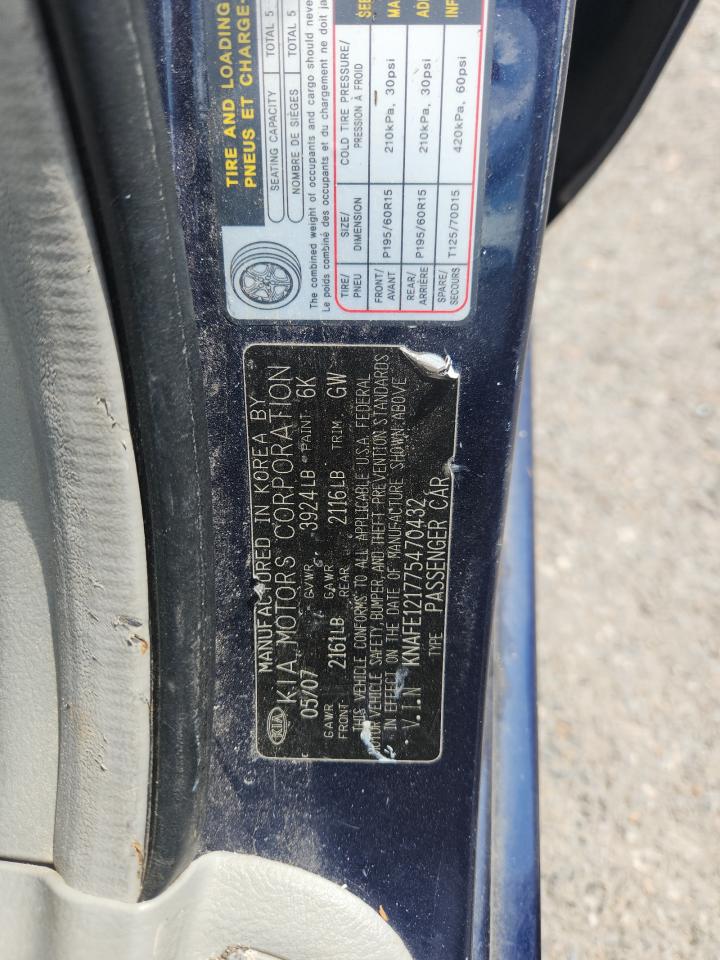 TIRE AND LOADING
PNEUS ET CHARGE-
SEATING CAPACITY TOTAL 5
NOMBRE DE SIÈGES TOTAL 5
The combined weight of occupants and cargo should never
Le poids combiné des occupants et du chargement ne doit ja
TIRE/ SIZE/ COLD TIRE PRESSURE/
PNEU DIMENSION PRESSION À FROID
FRONT/ P195/60R15 210kPa, 30psi
AVANT
REAR/ P195/60R15 210kPa, 30psi
ARRIÈRE
SPARE/ T125/70D15 420kPa, 60psi
SECOURS
MANUFACTURED IN KOREA BY
KIA KIA MOTORS CORPORATION
05/07 GVWR 3924LB PAINT 6K
GAWR FRONT 2161LB GAWR REAR 2116LB TRIM GW
THIS VEHICLE CONFORMS TO ALL APPLICABLE U.S.A. FEDERAL
MOTOR VEHICLE SAFETY, BUMPER, AND THEFT PREVENTION STANDARDS
IN EFFECT ON THE DATE OF MANUFACTURE SHOWN ABOVE
V.I.N KNAFE121775470432
TYPE PASSENGER CAR